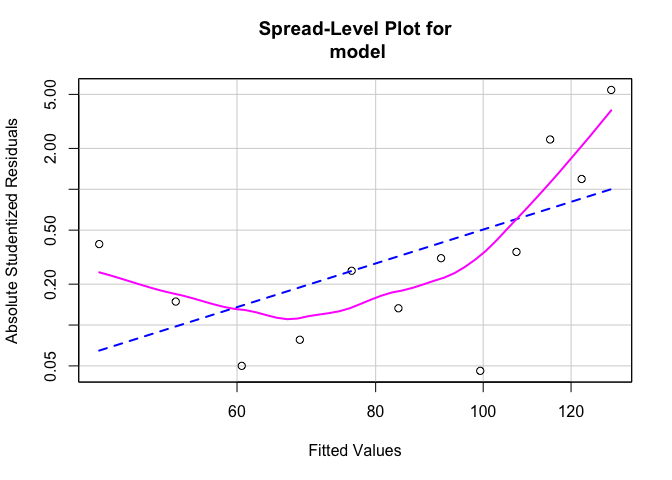 Spread-Level Plot for
model
Absolute Studentized Residuals
5.00
2.00
0.50
0.20
0.05
60 80 100 120
Fitted Values